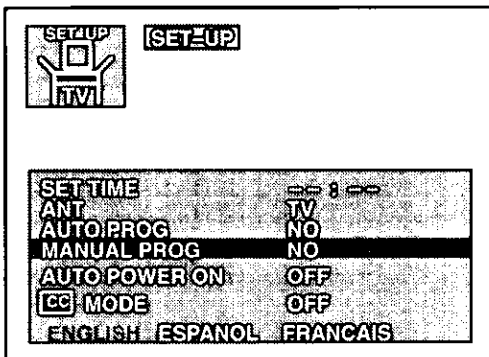 SET-UP [SET-UP]
TV
SET TIME -- : --
ANT TV
AUTO PROG NO
MANUAL PROG NO
AUTO POWER ON OFF
CC MODE OFF
ENGLISH ESPANOL FRANCAIS